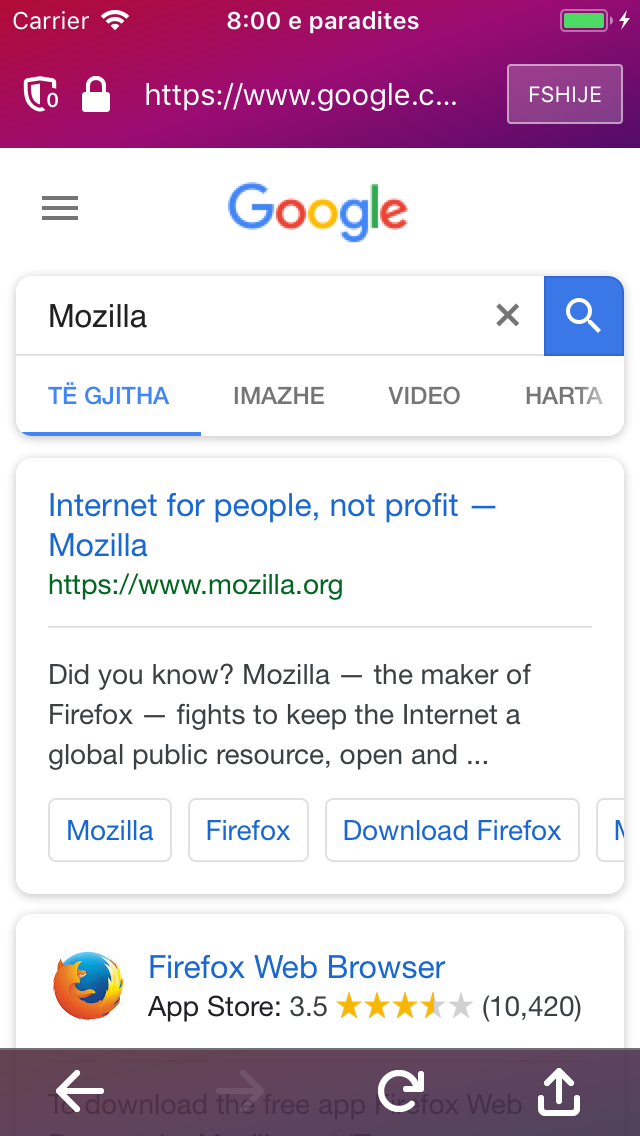 Carrier 8:00 e paradites
0 https://www.google.c... FSHIJE
Google
Mozilla
TË GJITHA IMAZHE VIDEO HARTA
Internet for people, not profit —
Mozilla
https://www.mozilla.org
Did you know? Mozilla — the maker of
Firefox — fights to keep the Internet a
global public resource, open and ...
Mozilla Firefox Download Firefox
Firefox Web Browser
App Store: 3.5 (10,420)
To download the free app Firefox Web